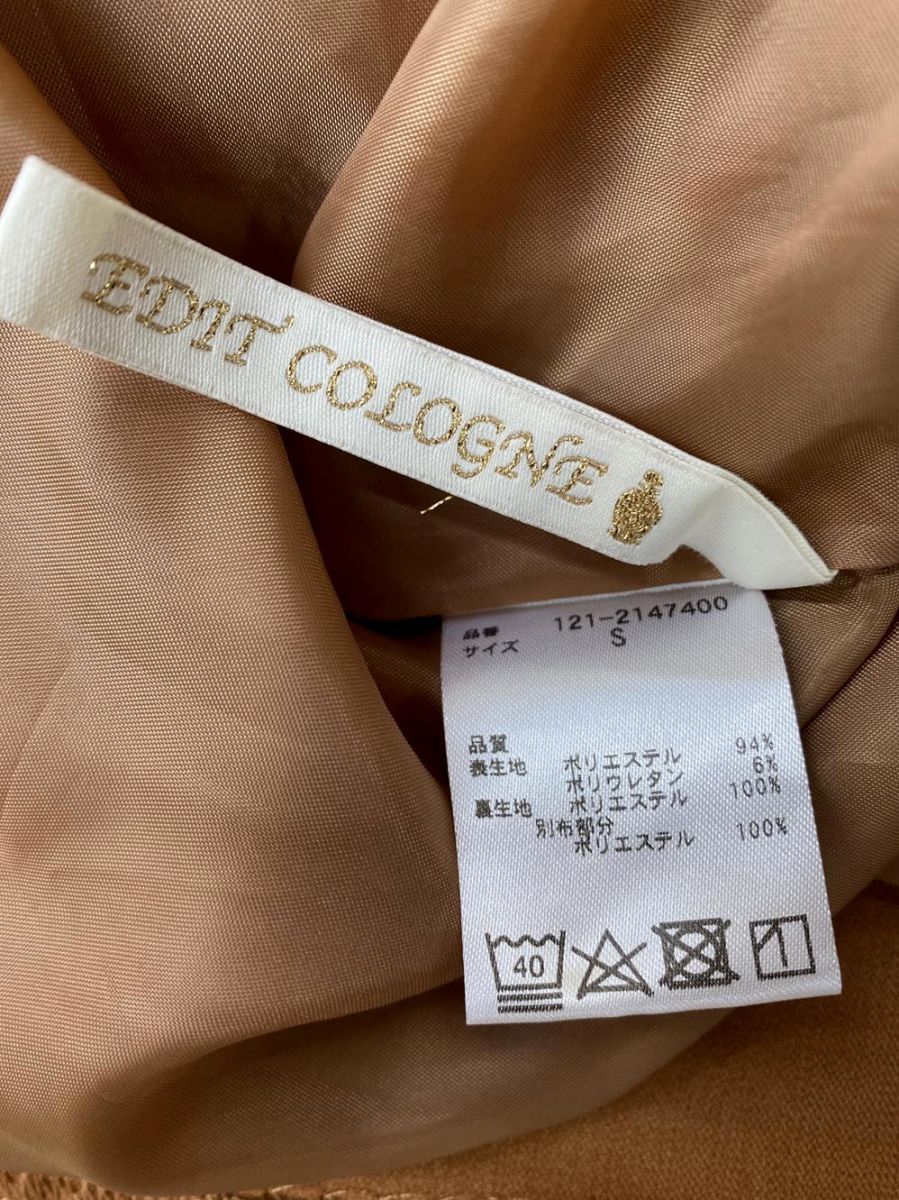 EDIT COLOGNE
品番 121-2147400
サイズ S
品質
表生地 ポリエステル 94%
ポリウレタン 6%
裏生地 ポリエステル 100%
別布部分
ポリエステル 100%
40